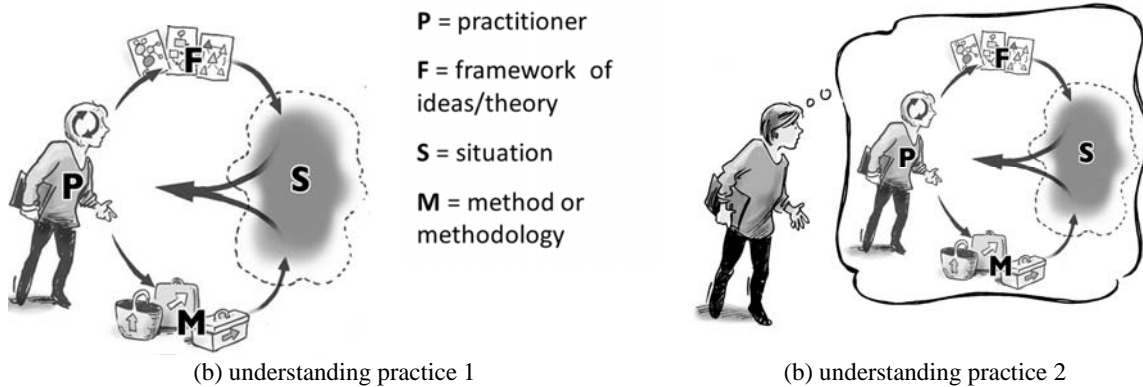 F
P
S
M
P = practitioner
F = framework of
ideas/theory
S = situation
M = method or
methodology
F
P
S
M
(b) understanding practice 1
(b) understanding practice 2